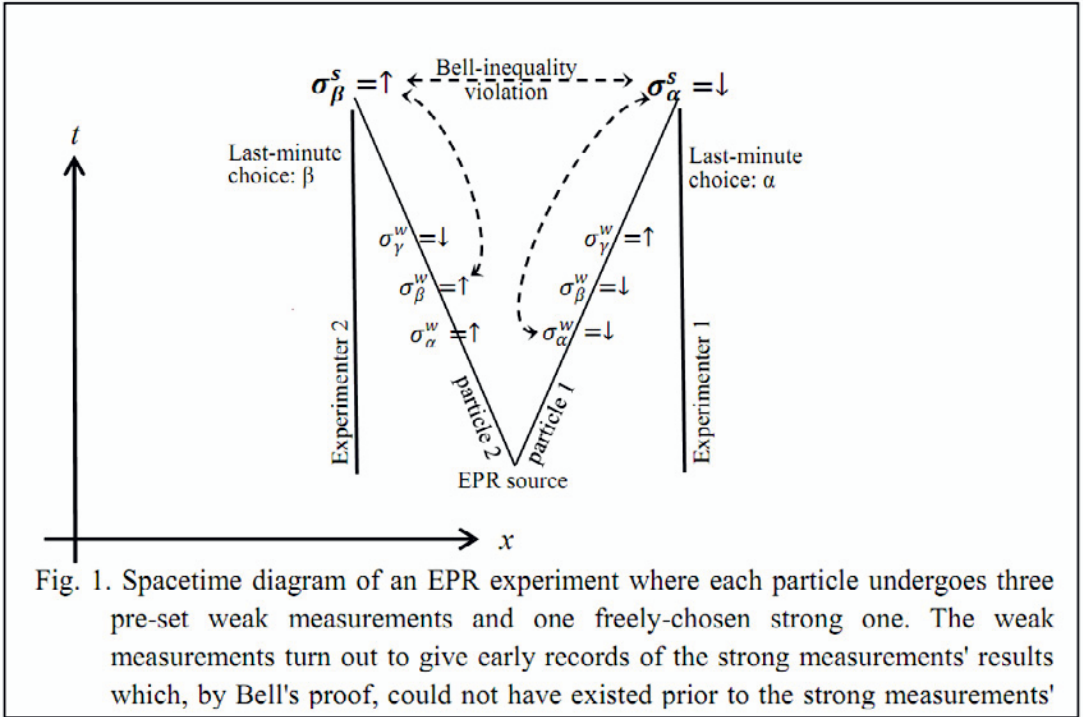 Bell-inequality
σ_β^s =↑
violation
σ_α^s =↓
t
Last-minute
choice: β
Last-minute
choice: α
σ_γ^w =↓
σ_γ^w =↑
σ_β^w =↑
σ_β^w =↓
σ_α^w =↑
σ_α^w =↓
Experimenter 2
particle 2
particle 1
Experimenter 1
EPR source
x
Fig. 1. Spacetime diagram of an EPR experiment where each particle undergoes three
pre-set weak measurements and one freely-chosen strong one. The weak
measurements turn out to give early records of the strong measurements' results
which, by Bell's proof, could not have existed prior to the strong measurements'